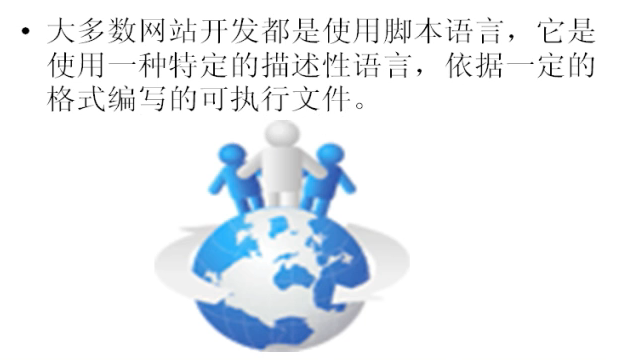 • 大多数网站开发都是使用脚本语言，它是
使用一种特定的描述性语言，依据一定的
格式编写的可执行文件。